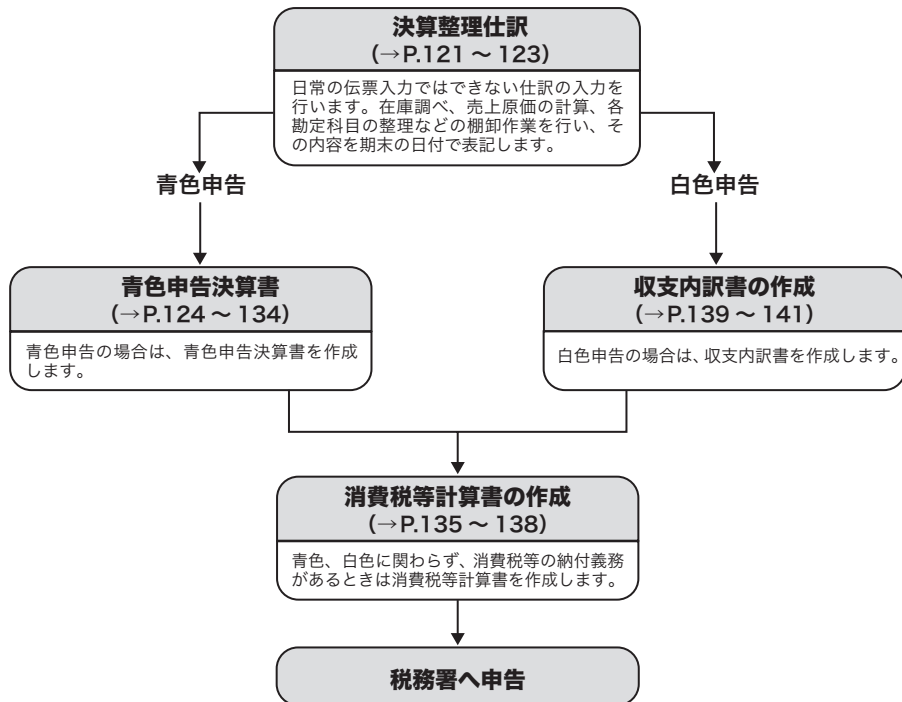 決算整理仕訳
(→P.121 ～ 123)
日常の伝票入力ではできない仕訳の入力を
行います。在庫調べ、売上原価の計算、各
勘定科目の整理などの棚卸作業を行い、そ
の内容を期末の日付で表記します。
青色申告
白色申告
青色申告決算書
(→P.124 ～ 134)
青色申告の場合は、青色申告決算書を作成
します。
収支内訳書の作成
(→P.139 ～ 141)
白色申告の場合は、収支内訳書を作成します。
消費税等計算書の作成
(→P.135 ～ 138)
青色、白色に関わらず、消費税等の納付義務
があるときは消費税等計算書を作成します。
税務署へ申告